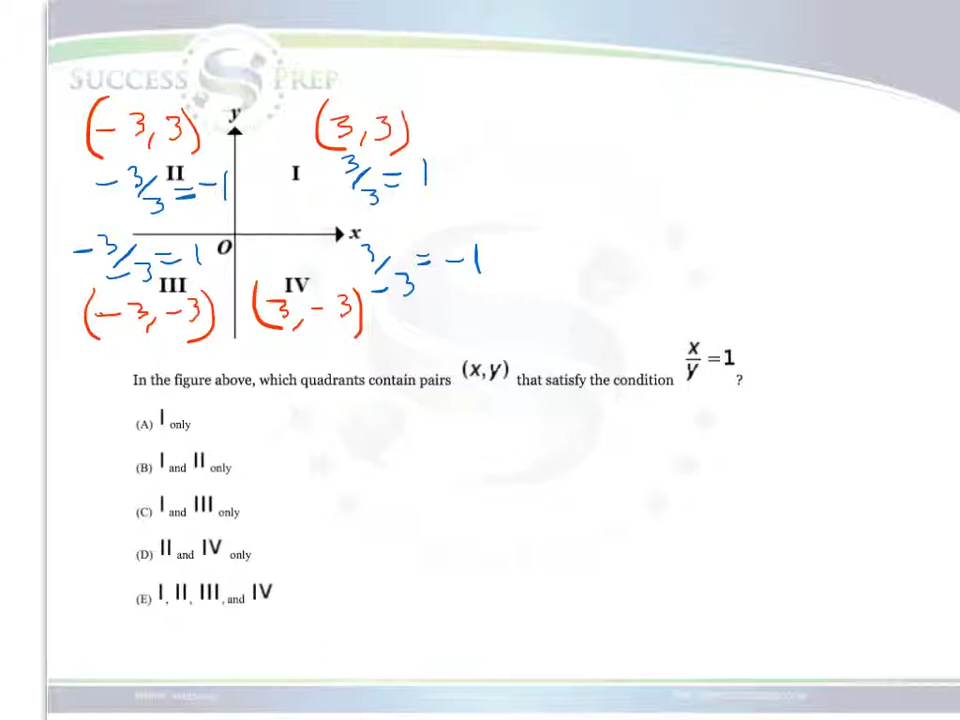 SUCCESS PREP
y
(-3,3) (3,3)
II I
-3/3=-1 3/3=1
O x
-3/-3=1 3/-3=-1
III IV
(-3,-3) (3,-3)
In the figure above, which quadrants contain pairs (x,y) that satisfy the condition x/y=1 ?
(A) I only
(B) I and II only
(C) I and III only
(D) II and IV only
(E) I, II, III, and IV